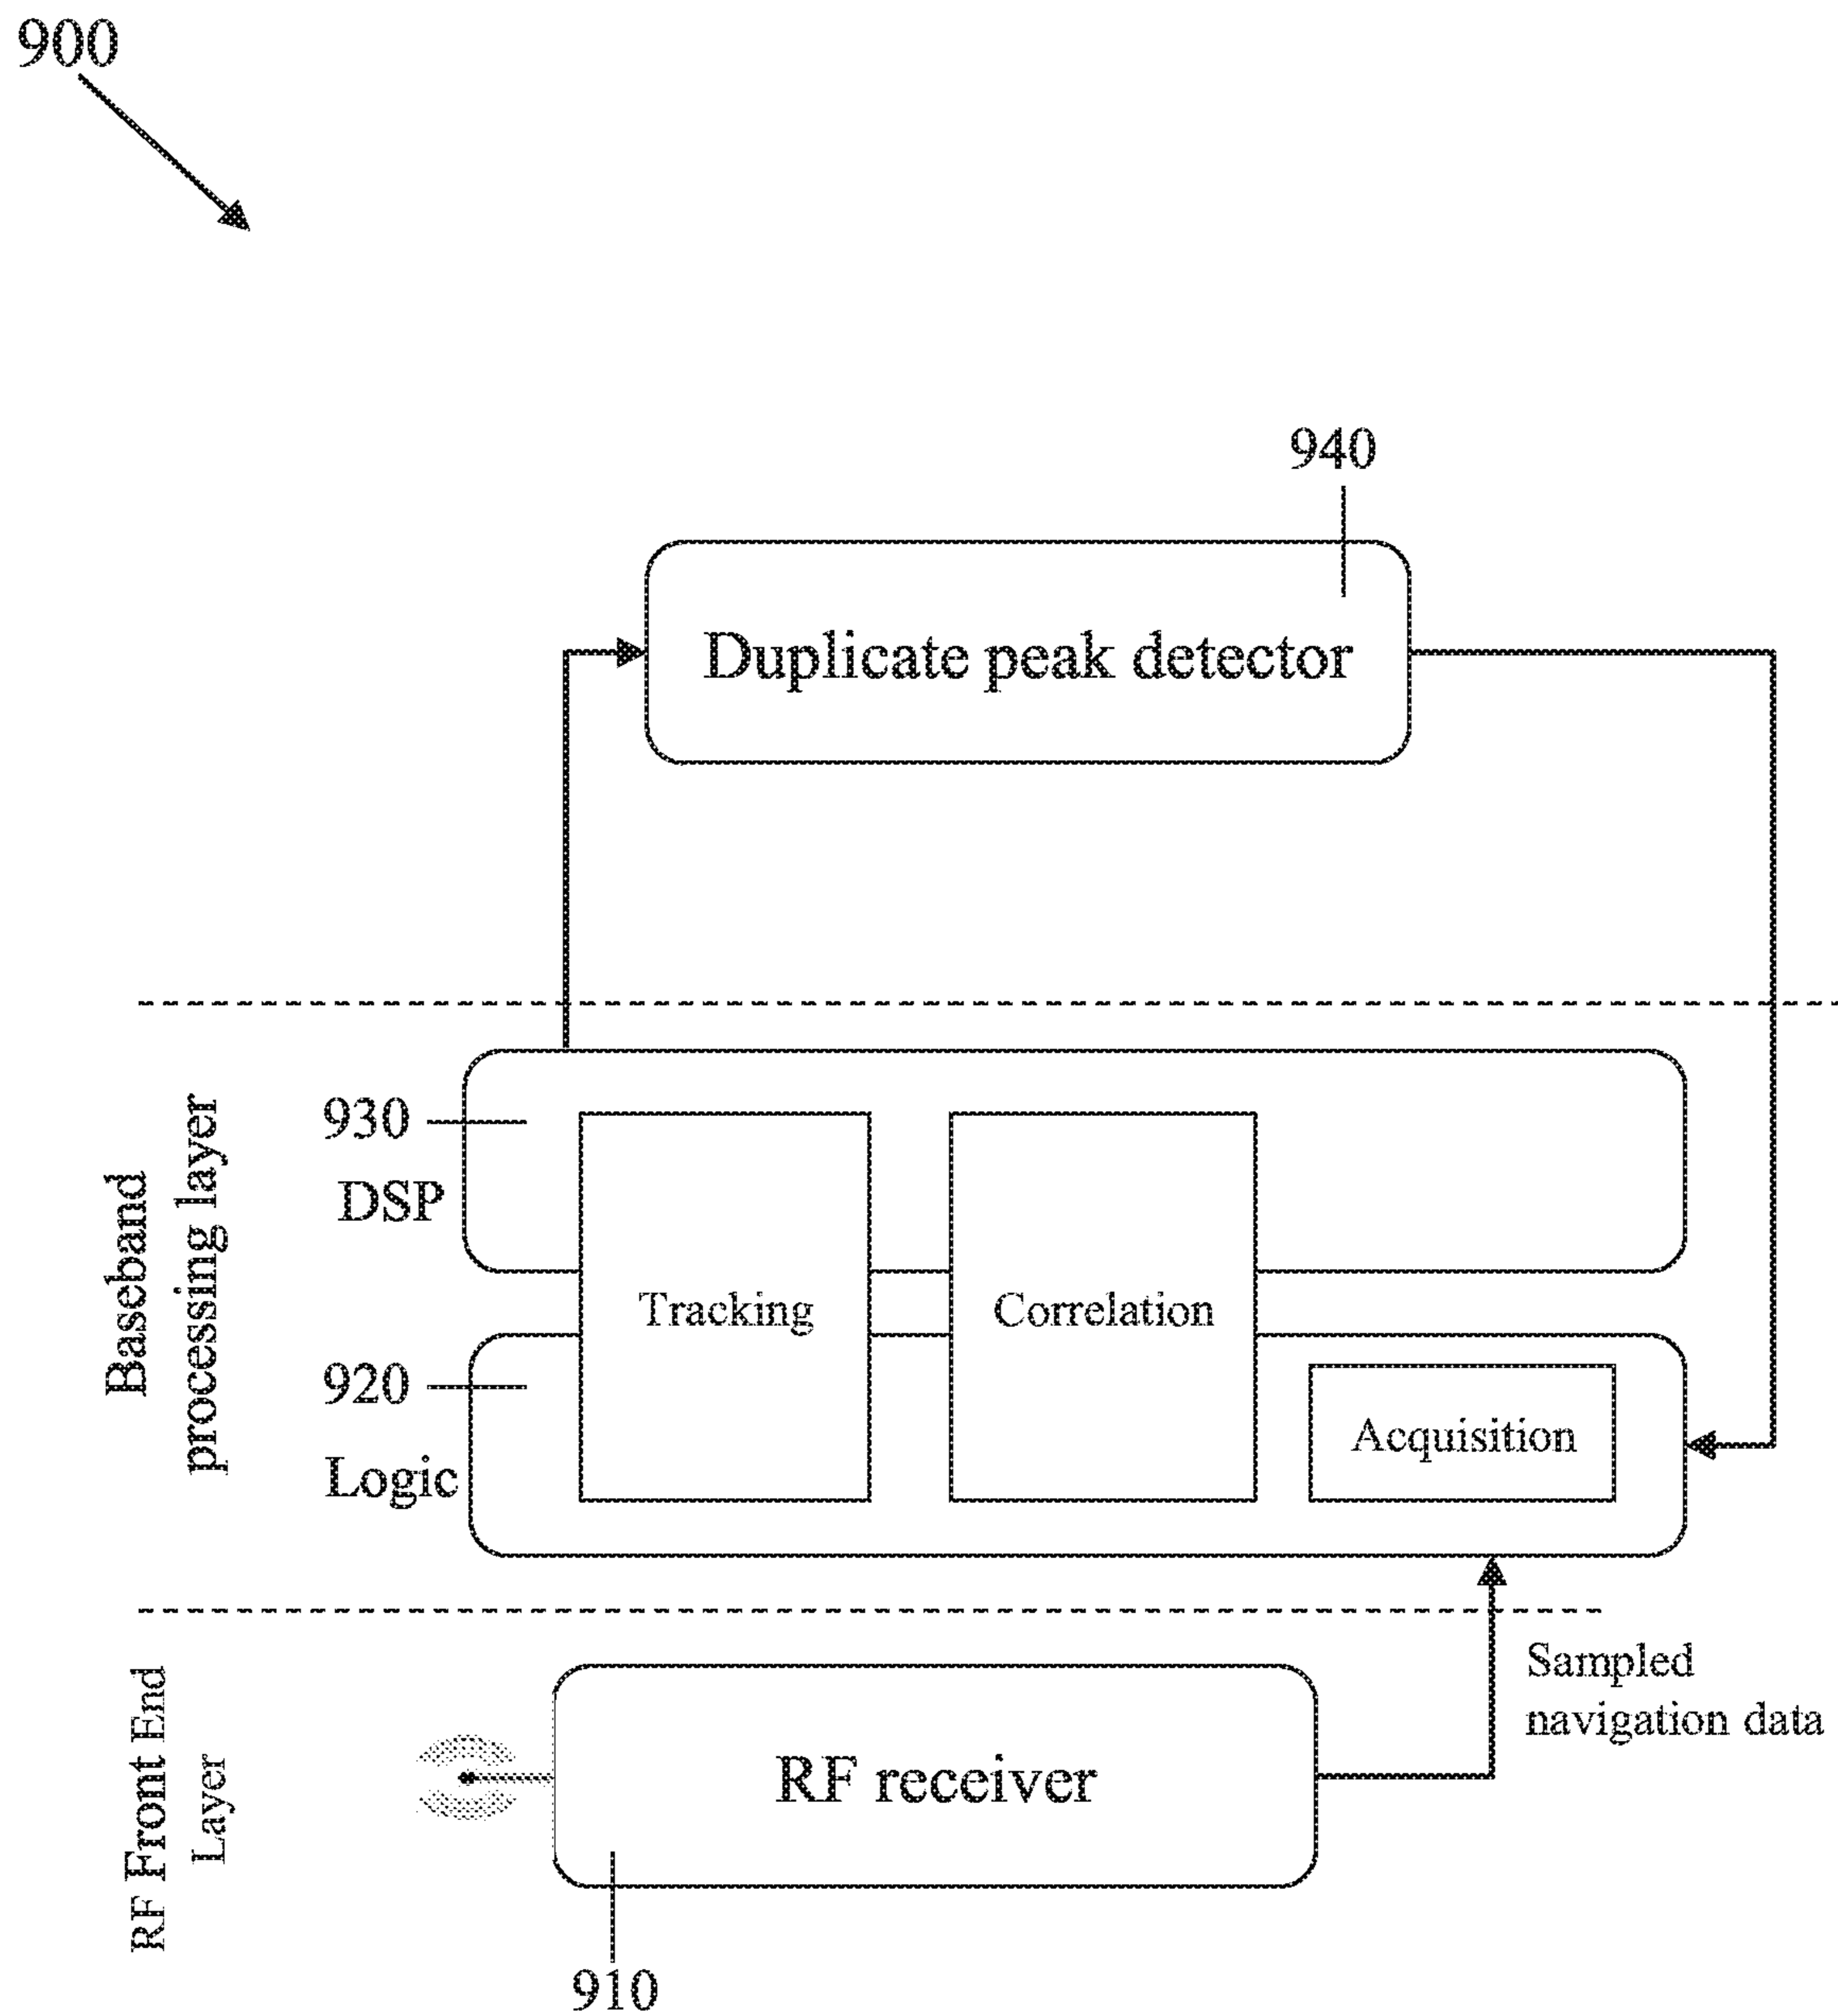 900
940
Duplicate peak detector
Baseband
processing layer
930
DSP
Tracking
Correlation
920
Logic
Acquisition
RF Front End
Layer
Sampled
navigation data
RF receiver
910